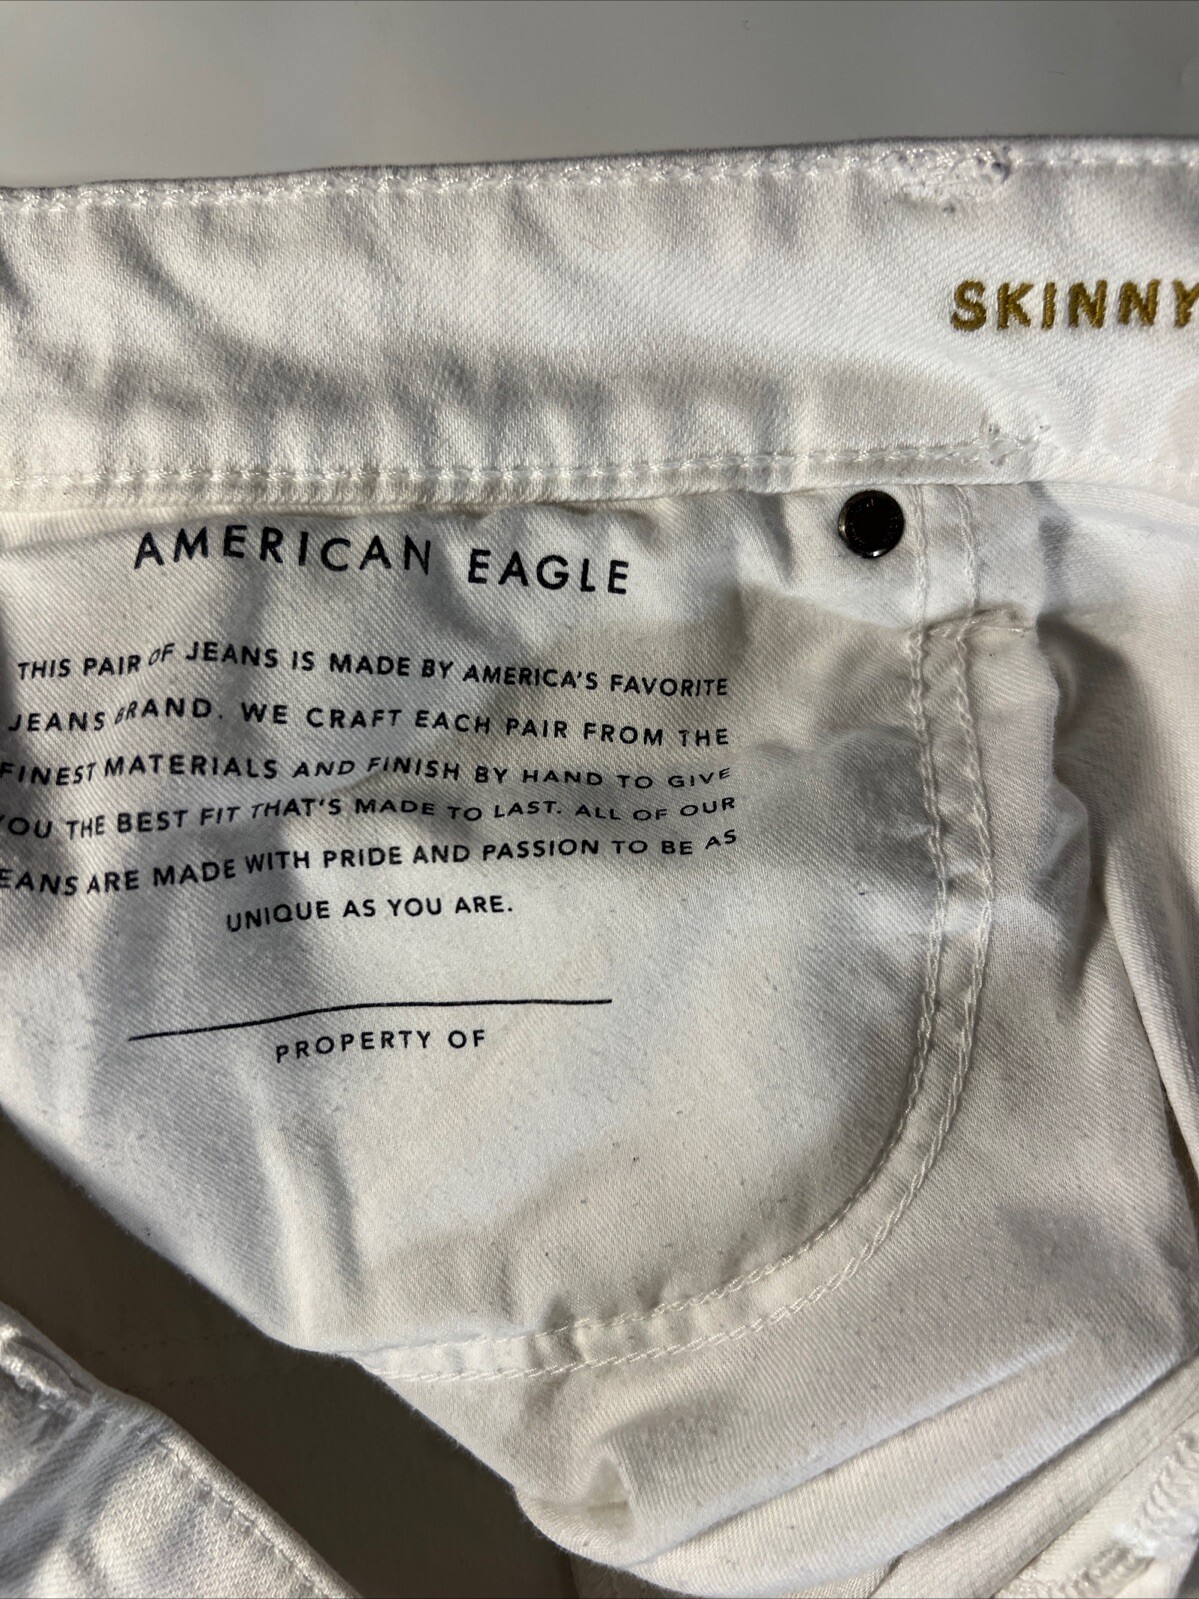 SKINNY
AMERICAN EAGLE
THIS PAIR OF JEANS IS MADE BY AMERICA'S FAVORITE
JEANS BRAND. WE CRAFT EACH PAIR FROM THE
FINEST MATERIALS AND FINISH BY HAND TO GIVE
YOU THE BEST FIT THAT'S MADE TO LAST. ALL OF OUR
EANS ARE MADE WITH PRIDE AND PASSION TO BE AS
UNIQUE AS YOU ARE.
PROPERTY OF